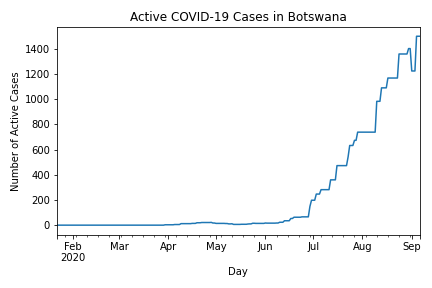 Active COVID-19 Cases in Botswana
Number of Active Cases
1400
1200
1000
800
600
400
200
0
Feb Mar Apr May Jun Jul Aug Sep
2020
Day